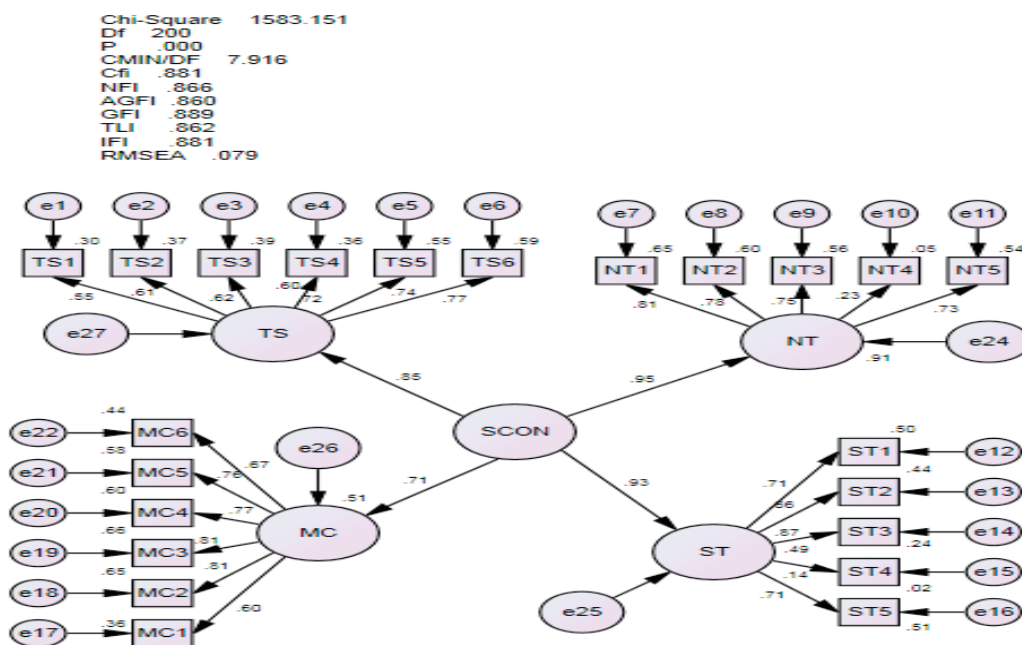 Chi-Square 1583.151
Df 200
P .000
CMIN/DF 7.916
Cfi .881
NFI .866
AGFI .860
GFI .889
TLI .862
IFI .881
RMSEA .079
e1 e2 e3 e4 e5 e6
e7 e8 e9 e10 e11
.30 .37 .39 .36 .55 .59
.65 .60 .56 .05 .54
TS1 TS2 TS3 TS4 TS5 TS6
NT1 NT2 NT3 NT4 NT5
.55 .61 .62 .60 .72 .74 .77
.81 .78 .75 .23 .73
e27 TS
NT e24
.91
.85 .95
SCON
.71 .93
e26
.51
MC
.44
e22 MC6 .67
.58
e21 MC5 .76
.60
e20 MC4 .77
.66
e19 MC3 .81
.65
e18 MC2 .81
.36
e17 MC1 .60
ST
e25
.50
.71 ST1 e12
.44
.66 ST2 e13
.87 ST3 e14
.24
.49 ST4 e15
.02
.14
.71 ST5 e16
.51